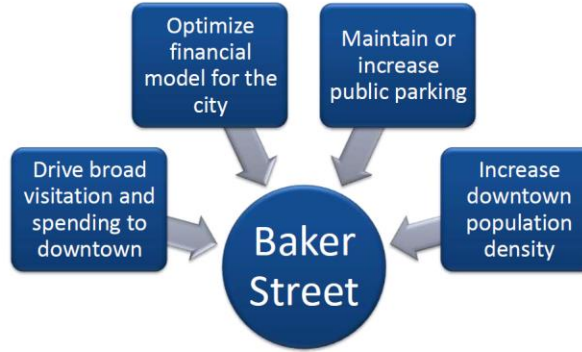 Optimize
financial
model for the
city
Maintain or
increase
public parking
Drive broad
visitation and
spending to
downtown
Increase
downtown
population
density
Baker
Street